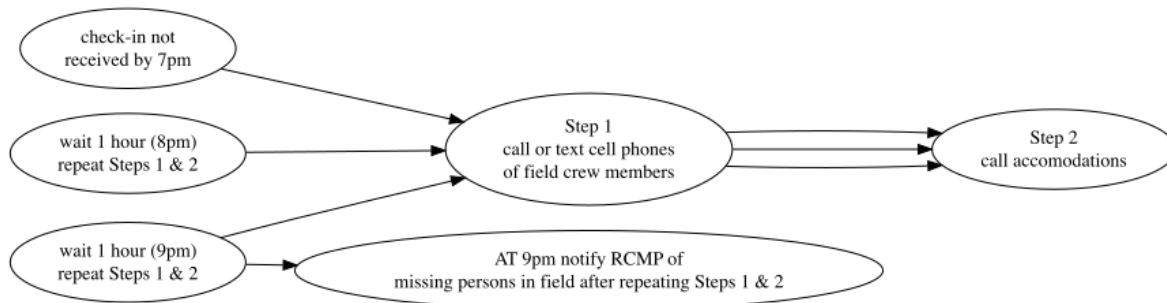 check-in not
received by 7pm
wait 1 hour (8pm)
repeat Steps 1 & 2
wait 1 hour (9pm)
repeat Steps 1 & 2
Step 1
call or text cell phones
of field crew members
Step 2
call accomodations
AT 9pm notify RCMP of
missing persons in field after repeating Steps 1 & 2